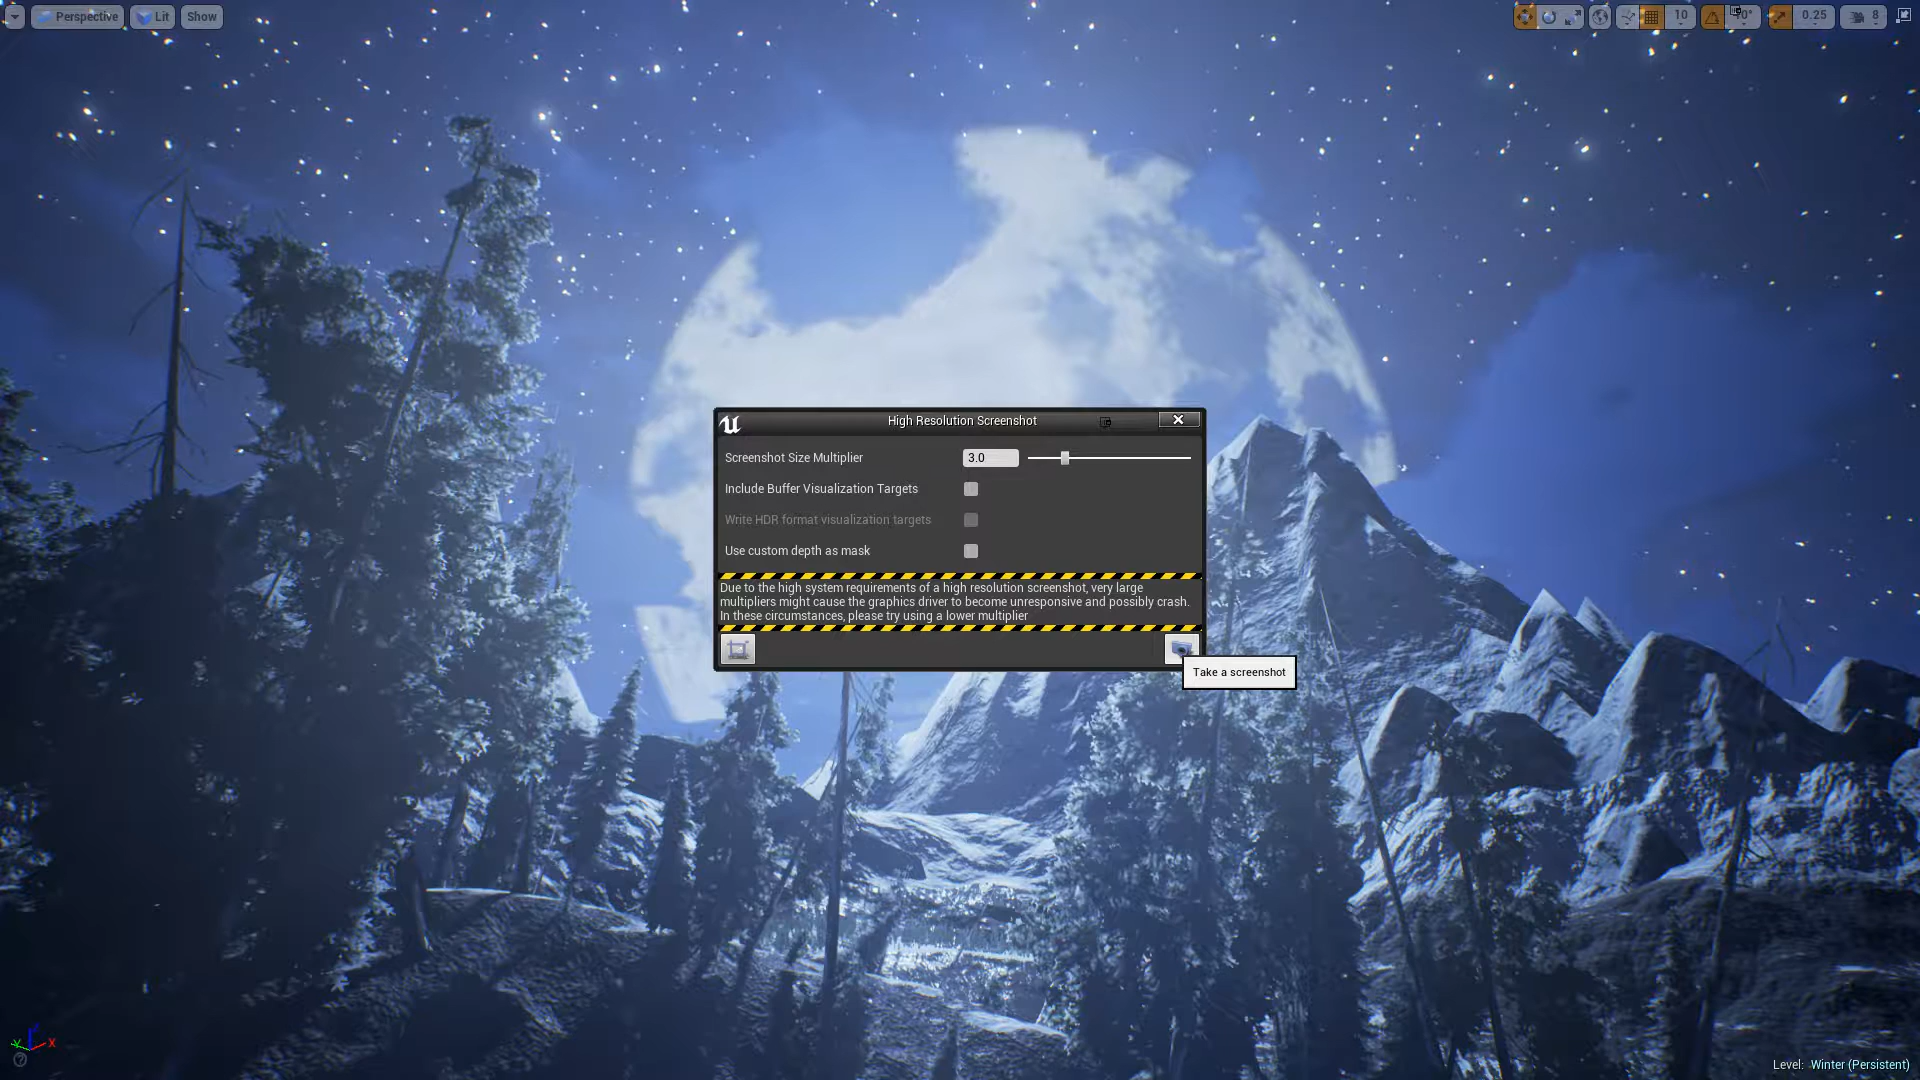 Perspective
Lit
Show
10
10°
0.25
8
High Resolution Screenshot
Screenshot Size Multiplier
3.0
Include Buffer Visualization Targets
Write HDR format visualization targets
Use custom depth as mask
Due to the high system requirements of a high resolution screenshot, very large
multipliers might cause the graphics driver to become unresponsive and possibly crash.
In these circumstances, please try using a lower multiplier
Take a screenshot
Y
X
Level: Winter (Persistent)